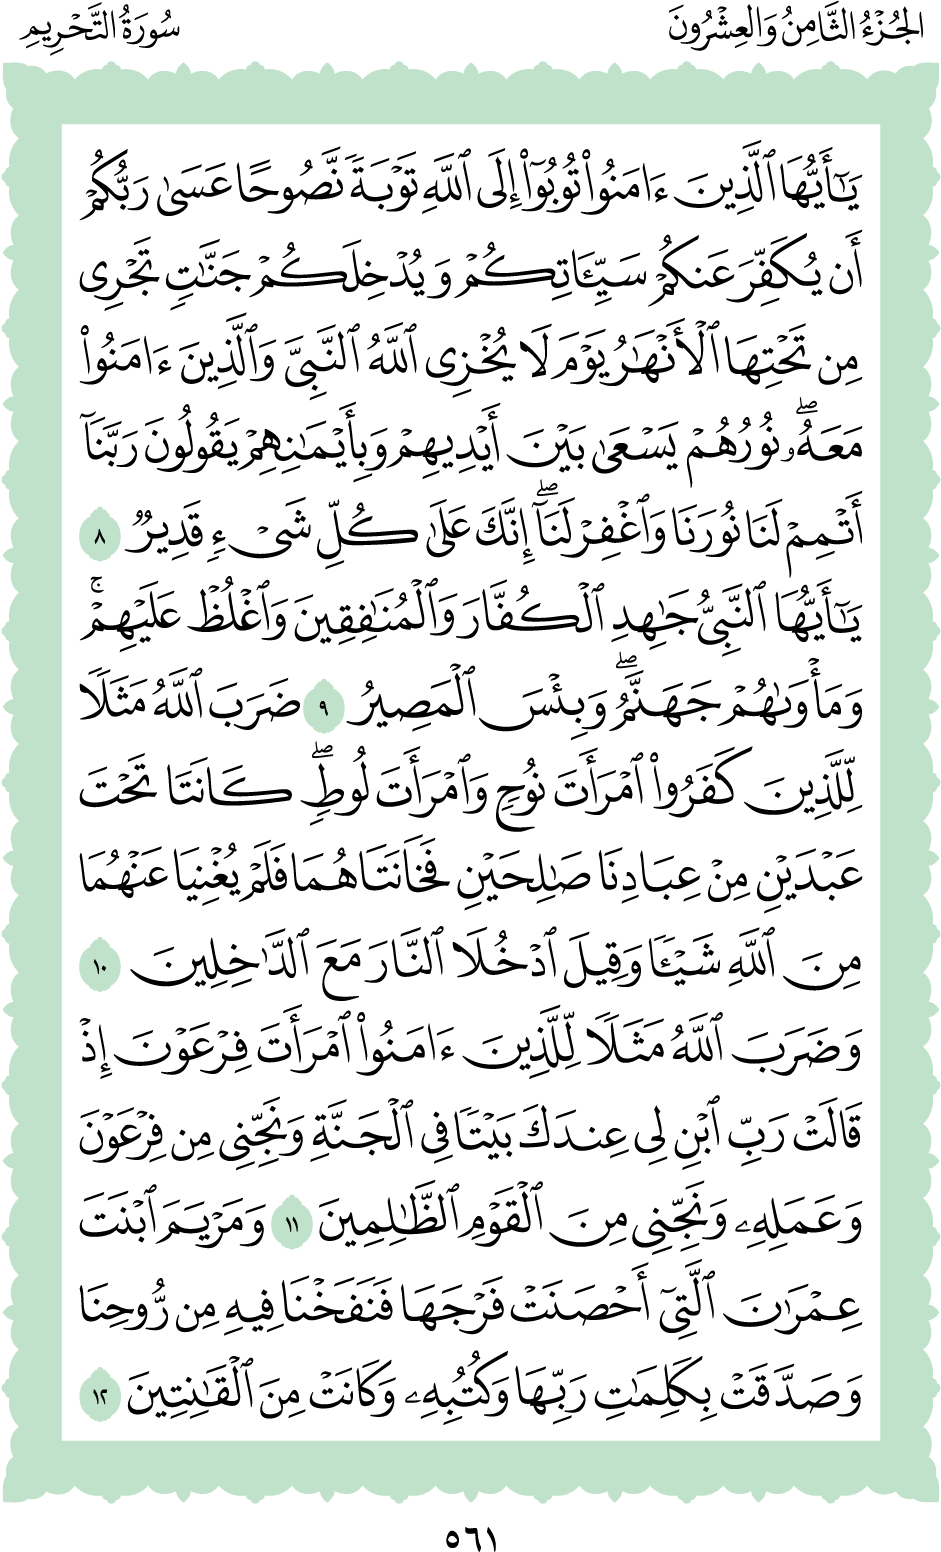 الجُزْءُ الثَّامِنُ وَالعِشْرُونَ
سُورَةُ التَّحْرِيمِ
يَـٰٓأَيُّهَا ٱلَّذِينَ ءَامَنُوا۟ تُوبُوٓا۟ إِلَى ٱللَّهِ تَوْبَةً نَّصُوحًا عَسَىٰ رَبُّكُمْ
أَن يُكَفِّرَ عَنكُمْ سَيِّـَٔاتِكُمْ وَيُدْخِلَكُمْ جَنَّـٰتٍ تَجْرِى
مِن تَحْتِهَا ٱلْأَنْهَـٰرُ يَوْمَ لَا يُخْزِى ٱللَّهُ ٱلنَّبِىَّ وَٱلَّذِينَ ءَامَنُوا۟
مَعَهُۥ ۖ نُورُهُمْ يَسْعَىٰ بَيْنَ أَيْدِيهِمْ وَبِأَيْمَـٰنِهِمْ يَقُولُونَ رَبَّنَآ
أَتْمِمْ لَنَا نُورَنَا وَٱغْفِرْ لَنَآ ۖ إِنَّكَ عَلَىٰ كُلِّ شَىْءٍ قَدِيرٌ ٨
يَـٰٓأَيُّهَا ٱلنَّبِىُّ جَـٰهِدِ ٱلْكُفَّارَ وَٱلْمُنَـٰفِقِينَ وَٱغْلُظْ عَلَيْهِمْ ۚ
وَمَأْوَىٰهُمْ جَهَنَّمُ ۖ وَبِئْسَ ٱلْمَصِيرُ ٩ ضَرَبَ ٱللَّهُ مَثَلًا
لِّلَّذِينَ كَفَرُوا۟ ٱمْرَأَتَ نُوحٍ وَٱمْرَأَتَ لُوطٍ ۖ كَانَتَا تَحْتَ
عَبْدَيْنِ مِنْ عِبَادِنَا صَـٰلِحَيْنِ فَخَانَتَاهُمَا فَلَمْ يُغْنِيَا عَنْهُمَا
مِنَ ٱللَّهِ شَيْـًٔا وَقِيلَ ٱدْخُلَا ٱلنَّارَ مَعَ ٱلدَّٰخِلِينَ ١٠
وَضَرَبَ ٱللَّهُ مَثَلًا لِّلَّذِينَ ءَامَنُوا۟ ٱمْرَأَتَ فِرْعَوْنَ إِذْ
قَالَتْ رَبِّ ٱبْنِ لِى عِندَكَ بَيْتًا فِى ٱلْجَنَّةِ وَنَجِّنِى مِن فِرْعَوْنَ
وَعَمَلِهِۦ وَنَجِّنِى مِنَ ٱلْقَوْمِ ٱلظَّـٰلِمِينَ ١١ وَمَرْيَمَ ٱبْنَتَ
عِمْرَٰنَ ٱلَّتِىٓ أَحْصَنَتْ فَرْجَهَا فَنَفَخْنَا فِيهِ مِن رُّوحِنَا
وَصَدَّقَتْ بِكَلِمَـٰتِ رَبِّهَا وَكُتُبِهِۦ وَكَانَتْ مِنَ ٱلْقَـٰنِتِينَ ١٢
٥٦١